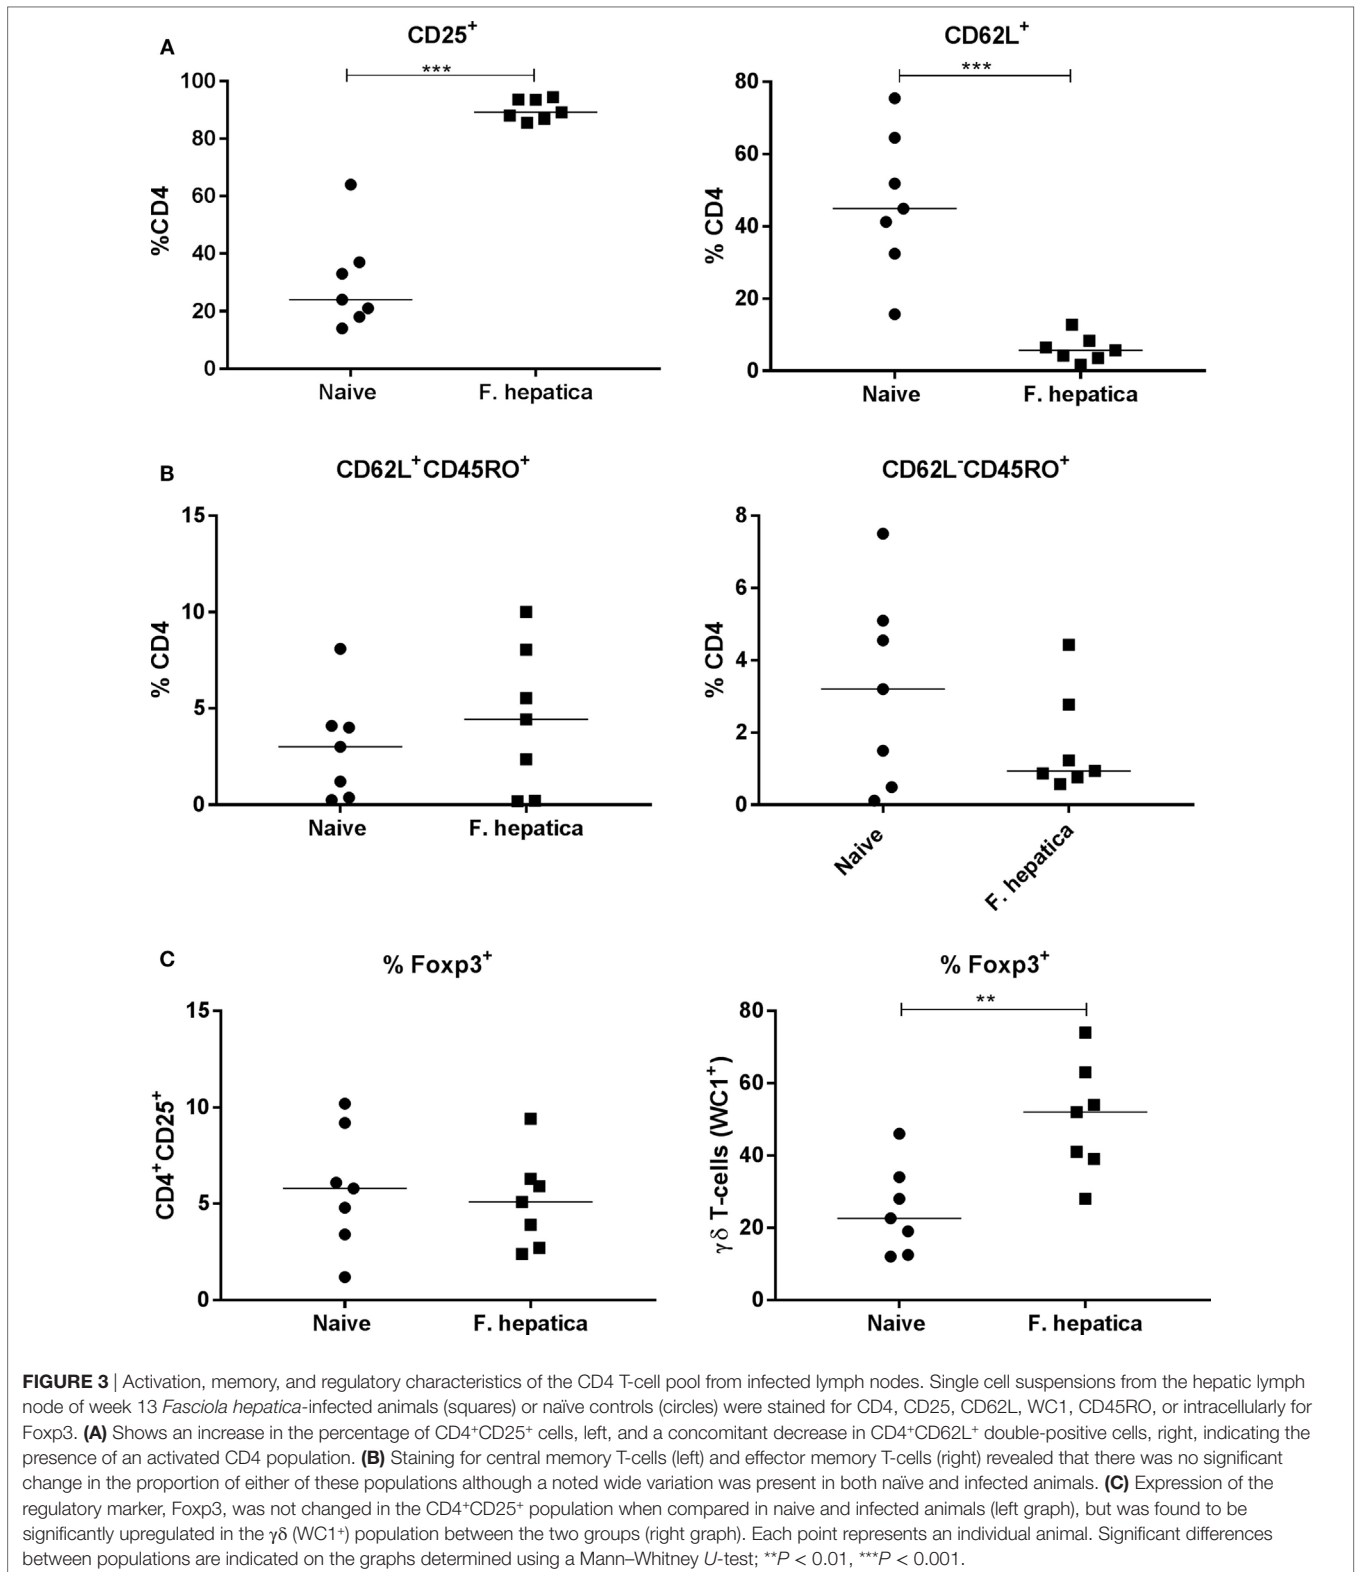 A
CD25⁺
***
100
80
60
40
20
0
%CD4
Naive
F. hepatica
CD62L⁺
***
80
60
40
20
0
% CD4
Naive
F. hepatica
B
CD62L⁺CD45RO⁺
15
10
5
0
% CD4
Naive
F. hepatica
CD62L⁻CD45RO⁺
8
6
4
2
0
% CD4
Naive
F. hepatica
C
% Foxp3⁺
15
10
5
0
CD4⁺CD25⁺
Naive
F. hepatica
% Foxp3⁺
**
80
60
40
20
0
γδ T-cells (WC1⁺)
Naive
F. hepatica
FIGURE 3 | Activation, memory, and regulatory characteristics of the CD4 T-cell pool from infected lymph nodes. Single cell suspensions from the hepatic lymph
node of week 13 Fasciola hepatica-infected animals (squares) or naïve controls (circles) were stained for CD4, CD25, CD62L, WC1, CD45RO, or intracellularly for
Foxp3. (A) Shows an increase in the percentage of CD4⁺CD25⁺ cells, left, and a concomitant decrease in CD4⁺CD62L⁺ double-positive cells, right, indicating the
presence of an activated CD4 population. (B) Staining for central memory T-cells (left) and effector memory T-cells (right) revealed that there was no significant
change in the proportion of either of these populations although a noted wide variation was present in both naïve and infected animals. (C) Expression of the
regulatory marker, Foxp3, was not changed in the CD4⁺CD25⁺ population when compared in naive and infected animals (left graph), but was found to be
significantly upregulated in the γδ (WC1⁺) population between the two groups (right graph). Each point represents an individual animal. Significant differences
between populations are indicated on the graphs determined using a Mann–Whitney U-test; **P < 0.01, ***P < 0.001.